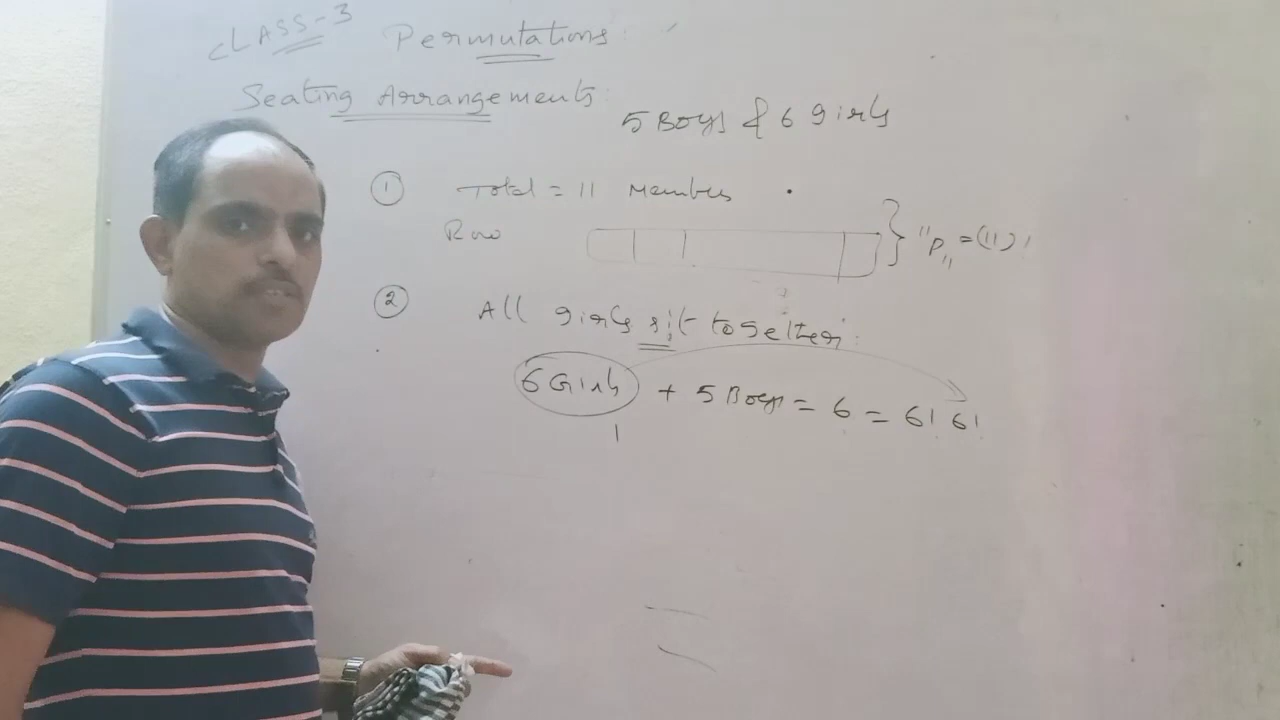 CLASS-3 Permutations:
Seating Arrangements:
5 Boys & 6 Girls
① Total = 11 Members
Row } ¹¹P₁₁ = (11)!
② All girls sit together:
6 Girls + 5 Boys = 6 = 6! 6!
1